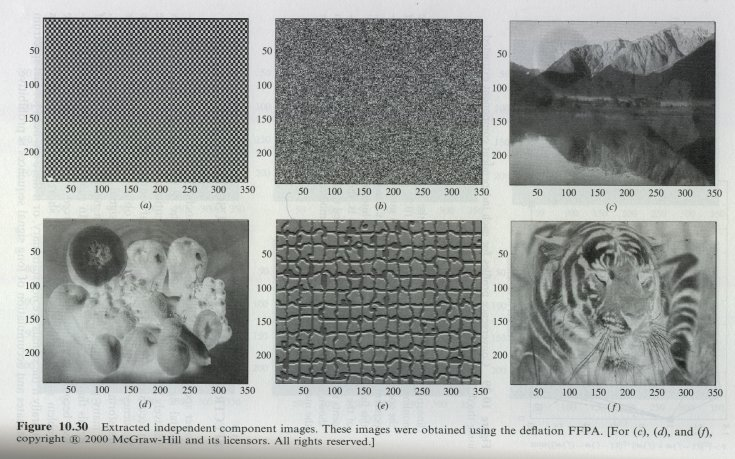 50
100
150
200
50 100 150 200 250 300 350
(a)
50
100
150
200
50 100 150 200 250 300 350
(b)
50
100
150
200
50 100 150 200 250 300 350
(c)
50
100
150
200
50 100 150 200 250 300 350
(d)
50
100
150
200
50 100 150 200 250 300 350
(e)
50
100
150
200
50 100 150 200 250 300 350
(f)
Figure 10.30 Extracted independent component images. These images were obtained using the deflation FFPA. [For (c), (d), and (f),
copyright ® 2000 McGraw-Hill and its licensors. All rights reserved.]